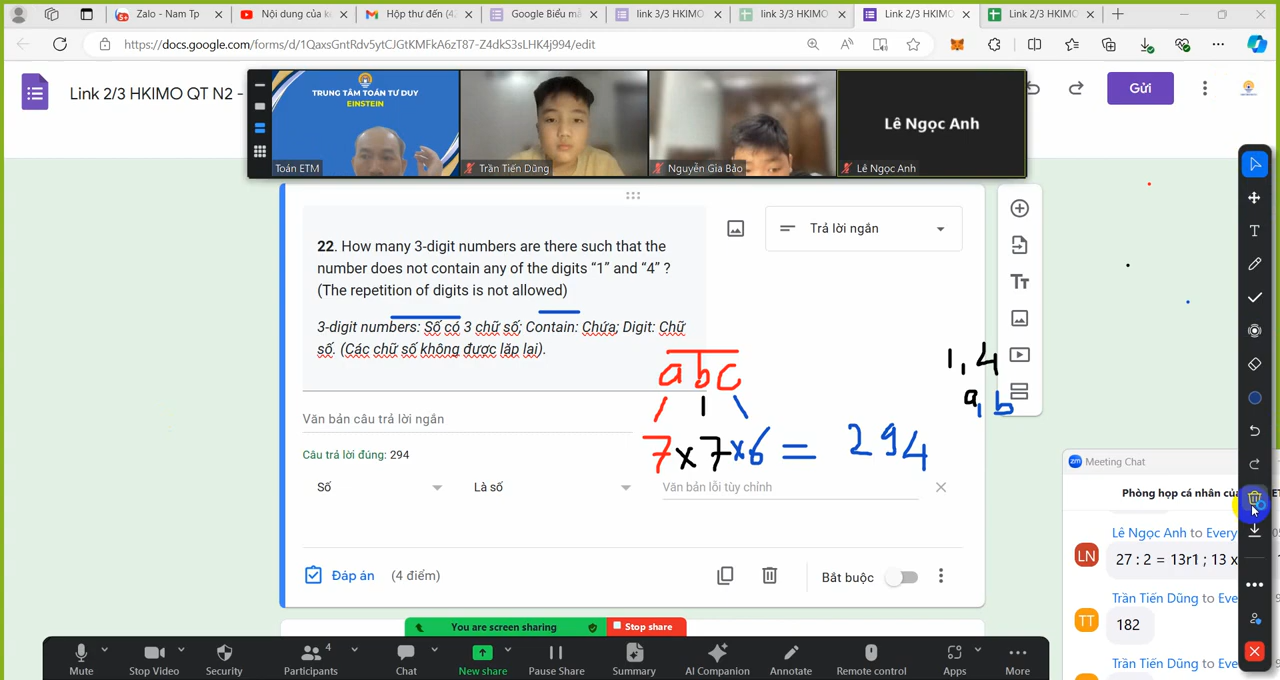 Zalo - Nam Tp
Nội dung của k
Hộp thư đến (4
Google Biểu m
link 3/3 HKIMO
link 3/3 HKIMO
Link 2/3 HKIMO
Link 2/3 HKIMO
https://docs.google.com/forms/d/1QaxsGntRdv5ytCJGtKMFkA6zT87-Z4dkS3sLHK4j994/edit
Link 2/3 HKIMO QT N2 -
Gửi
TRUNG TÂM TOÁN TƯ DUY
EINSTEIN
Lê Ngọc Anh
Toán ETM
Trần Tiến Dũng
Nguyễn Gia Bảo
Lê Ngọc Anh
22. How many 3-digit numbers are there such that the
number does not contain any of the digits “1” and “4” ?
(The repetition of digits is not allowed)
3-digit numbers: Số có 3 chữ số; Contain: Chứa; Digit: Chữ
số. (Các chữ số không được lặp lại).
Trả lời ngắn
abc
1, 4
a, b
7 x 7 x 6 = 294
Văn bản câu trả lời ngắn
Câu trả lời đúng: 294
Số
Là số
Văn bản lỗi tùy chỉnh
Đáp án
(4 điểm)
Bắt buộc
zm Meeting Chat
Phòng họp cá nhân của
ET
Lê Ngọc Anh to Every
LN
27 : 2 = 13r1 ; 13 x
Trần Tiến Dũng to Eve
TT
182
Trần Tiến Dũng to Eve
You are screen sharing
Stop share
Mute
Stop Video
Security
4
Participants
Chat
New share
Pause Share
Summary
AI Companion
Annotate
Remote control
Apps
More